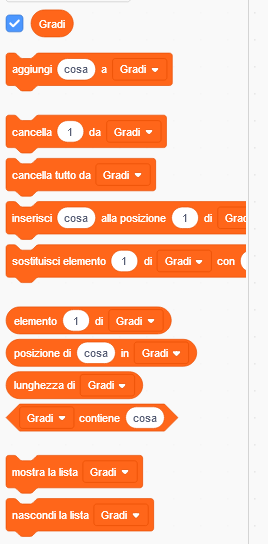 Gradi
aggiungi cosa a Gradi
cancella 1 da Gradi
cancella tutto da Gradi
inserisci cosa alla posizione 1 di Grad
sostituisci elemento 1 di Gradi con
elemento 1 di Gradi
posizione di cosa in Gradi
lunghezza di Gradi
Gradi contiene cosa
mostra la lista Gradi
nascondi la lista Gradi